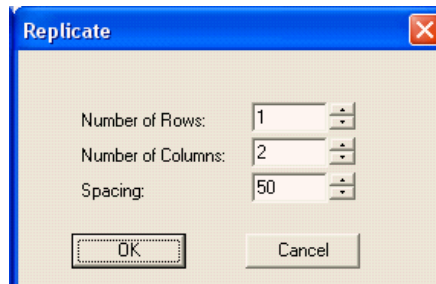 Replicate
Number of Rows: 1
Number of Columns: 2
Spacing: 50
OK Cancel